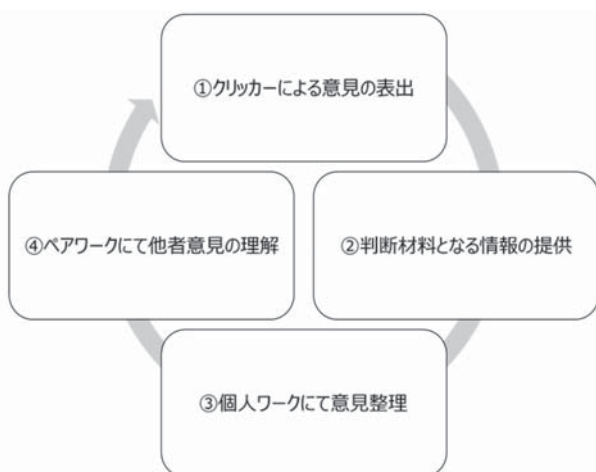 ①クリッカーによる意見の表出
②判断材料となる情報の提供
③個人ワークにて意見整理
④ペアワークにて他者意見の理解